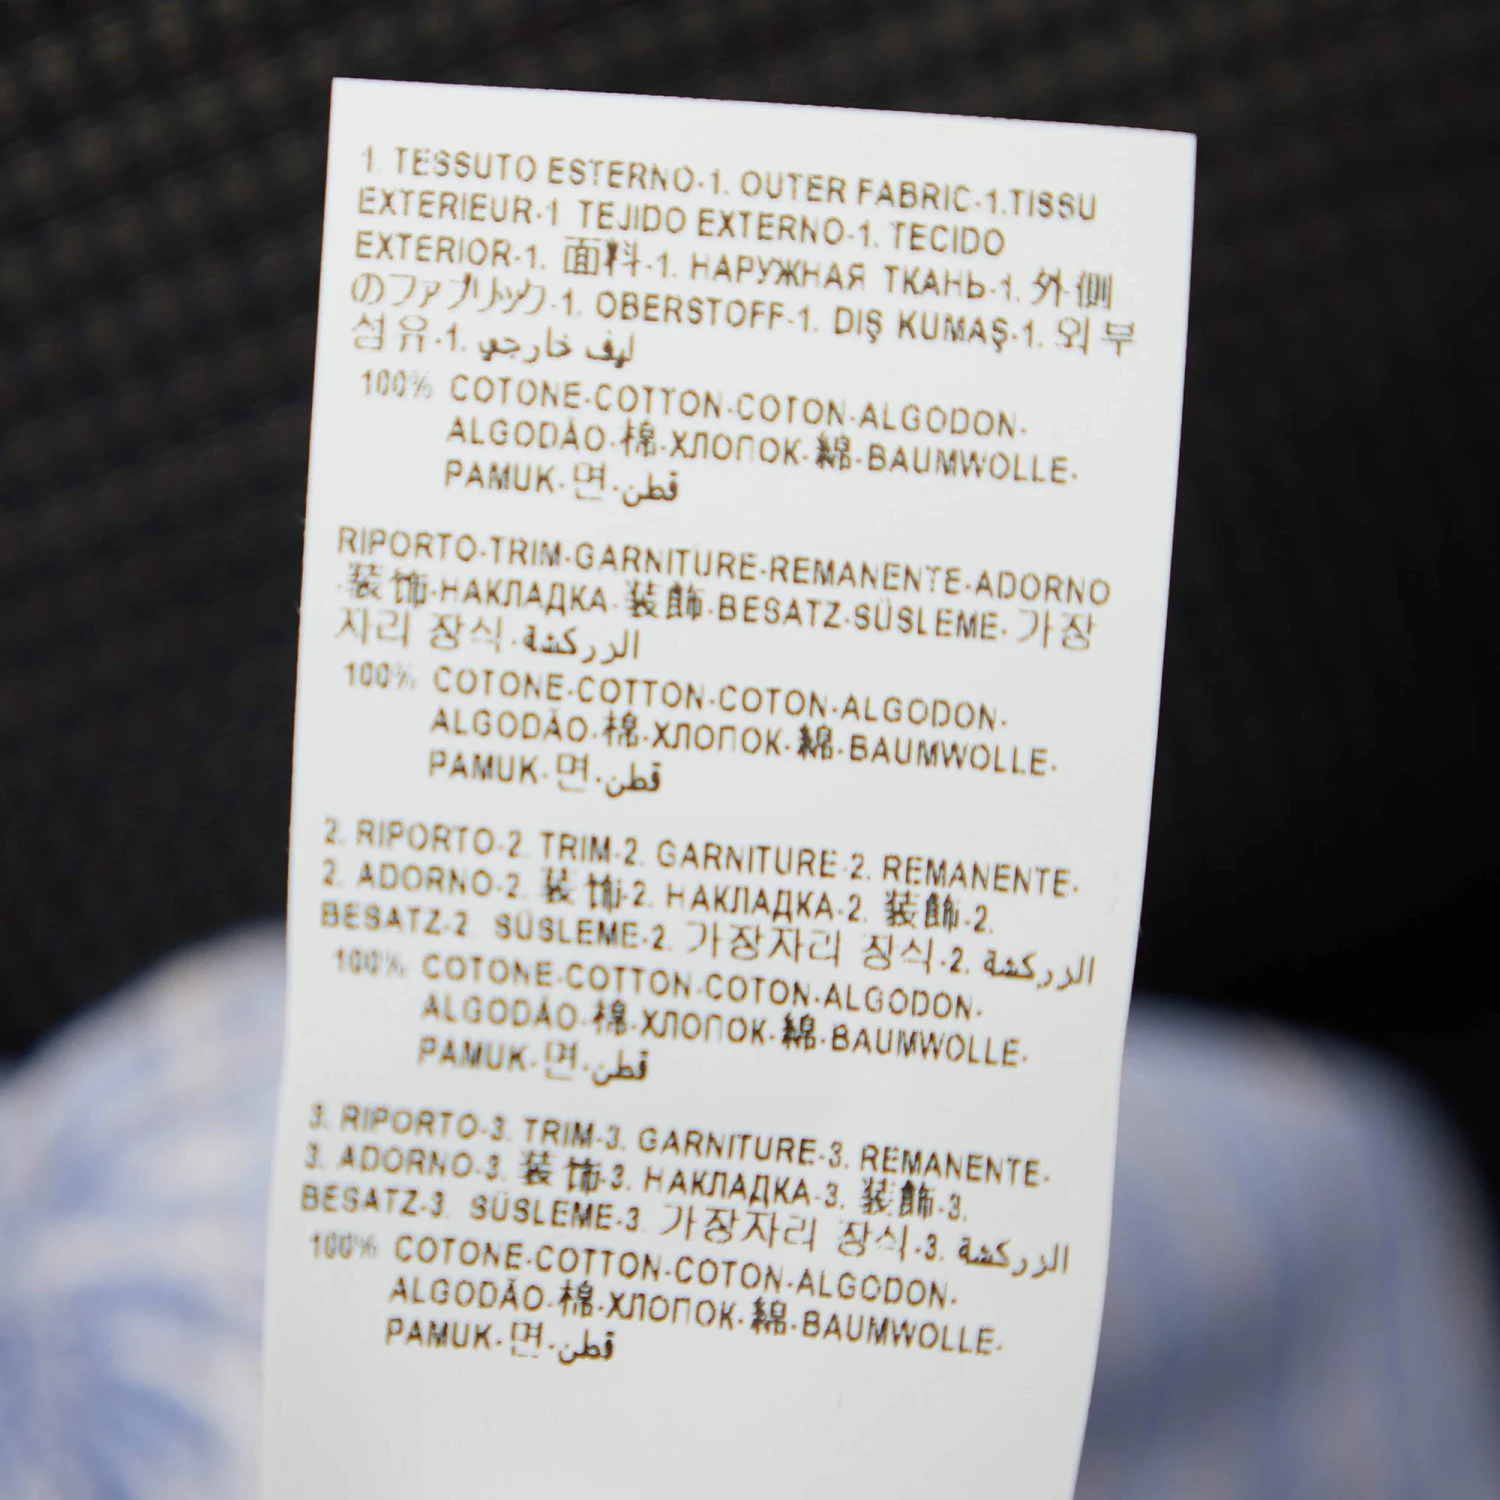 1. TESSUTO ESTERNO-1. OUTER FABRIC-1.TISSU
EXTERIEUR-1 TEJIDO EXTERNO-1. TECIDO
EXTERIOR-1. 面料-1. НАРУЖНАЯ ТКАНЬ-1. 外側
のファブリック-1. OBERSTOFF-1. DIŞ KUMAŞ-1. 외부
섬유-1. ليف خارجي
100% COTONE-COTTON-COTON-ALGODON-
ALGODÃO-棉-ХЛОПОК-綿-BAUMWOLLE-
PAMUK-면-قطن
RIPORTO-TRIM-GARNITURE-REMANENTE-ADORNO
-装饰-НАКЛАДКА-装飾-BESATZ-SÜSLEME-가장
자리 장식-الزركشة
100% COTONE-COTTON-COTON-ALGODON-
ALGODÃO-棉-ХЛОПОК-綿-BAUMWOLLE-
PAMUK-면-قطن
2. RIPORTO-2. TRIM-2. GARNITURE-2. REMANENTE-
2. ADORNO-2. 装饰-2. НАКЛАДКА-2. 装飾-2.
BESATZ-2. SÜSLEME-2. 가장자리 장식-2. الزركشة
100% COTONE-COTTON-COTON-ALGODON-
ALGODÃO-棉-ХЛОПОК-綿-BAUMWOLLE-
PAMUK-면-قطن
3. RIPORTO-3. TRIM-3. GARNITURE-3. REMANENTE-
3. ADORNO-3. 装饰-3. НАКЛАДКА-3. 装飾-3.
BESATZ-3. SÜSLEME-3. 가장자리 장식-3. الزركشة
100% COTONE-COTTON-COTON-ALGODON-
ALGODÃO-棉-ХЛОПОК-綿-BAUMWOLLE-
PAMUK-면-قطن